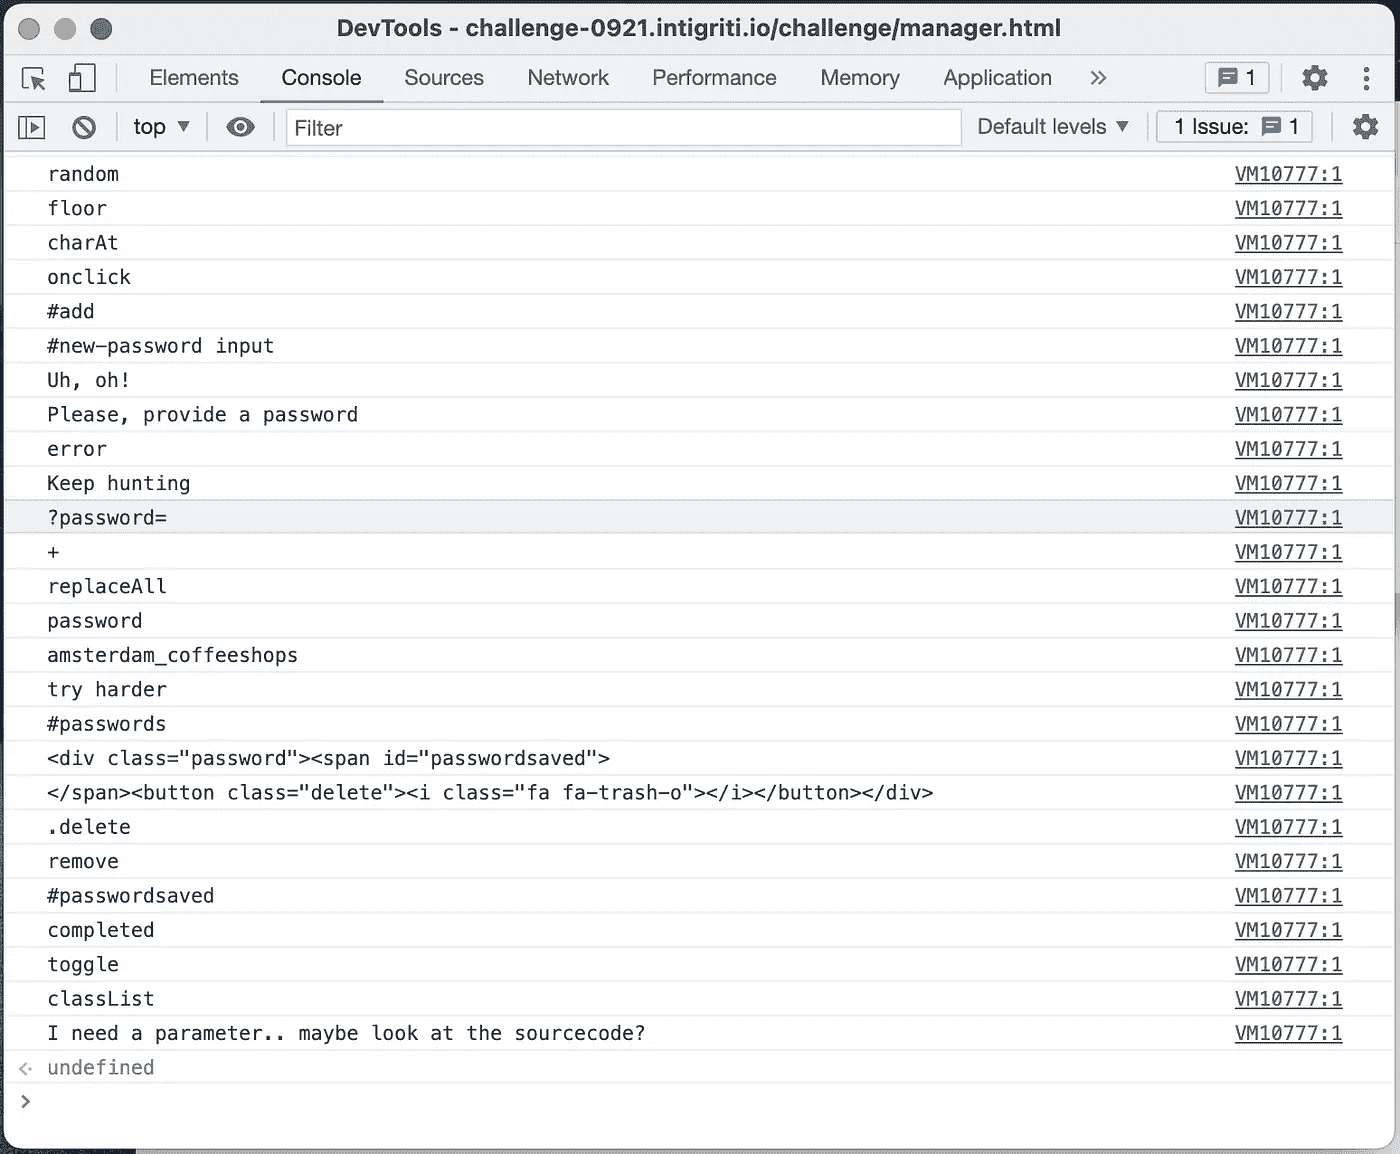 DevTools - challenge-0921.intigriti.io/challenge/manager.html
Elements Console Sources Network Performance Memory Application » 1
top ▼ Filter Default levels ▼ 1 Issue: 1
random VM10777:1
floor VM10777:1
charAt VM10777:1
onclick VM10777:1
#add VM10777:1
#new-password input VM10777:1
Uh, oh! VM10777:1
Please, provide a password VM10777:1
error VM10777:1
Keep hunting VM10777:1
?password= VM10777:1
+ VM10777:1
replaceAll VM10777:1
password VM10777:1
amsterdam_coffeeshops VM10777:1
try harder VM10777:1
#passwords VM10777:1
<div class="password"><span id="passwordsaved"> VM10777:1
</span><button class="delete"><i class="fa fa-trash-o"></i></button></div> VM10777:1
.delete VM10777:1
remove VM10777:1
#passwordsaved VM10777:1
completed VM10777:1
toggle VM10777:1
classList VM10777:1
I need a parameter.. maybe look at the sourcecode? VM10777:1
undefined
>